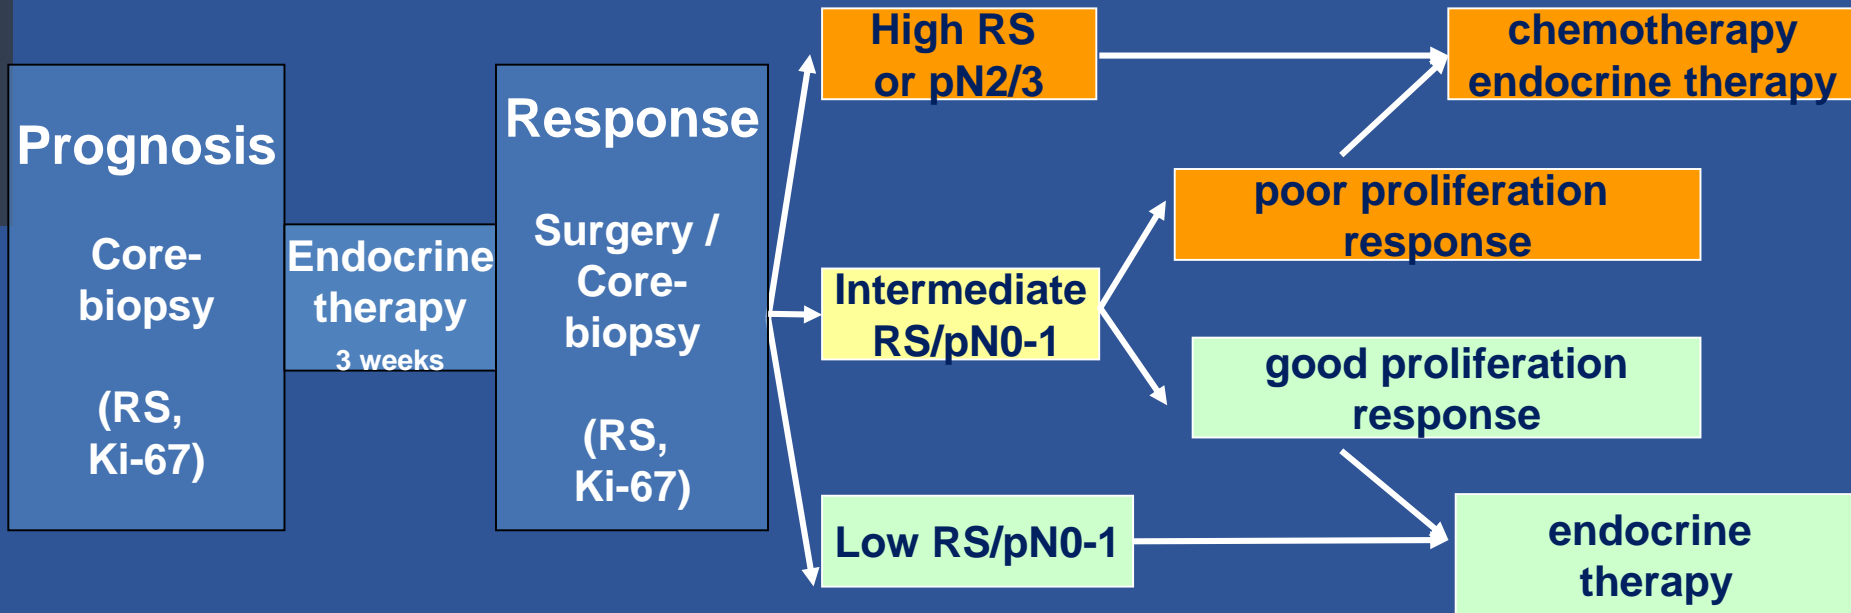 Prognosis
Core-
biopsy
(RS,
Ki-67)
Endocrine
therapy
3 weeks
Response
Surgery /
Core-
biopsy
(RS,
Ki-67)
High RS
or pN2/3
Intermediate
RS/pN0-1
Low RS/pN0-1
poor proliferation
response
good proliferation
response
chemotherapy
endocrine therapy
endocrine
therapy